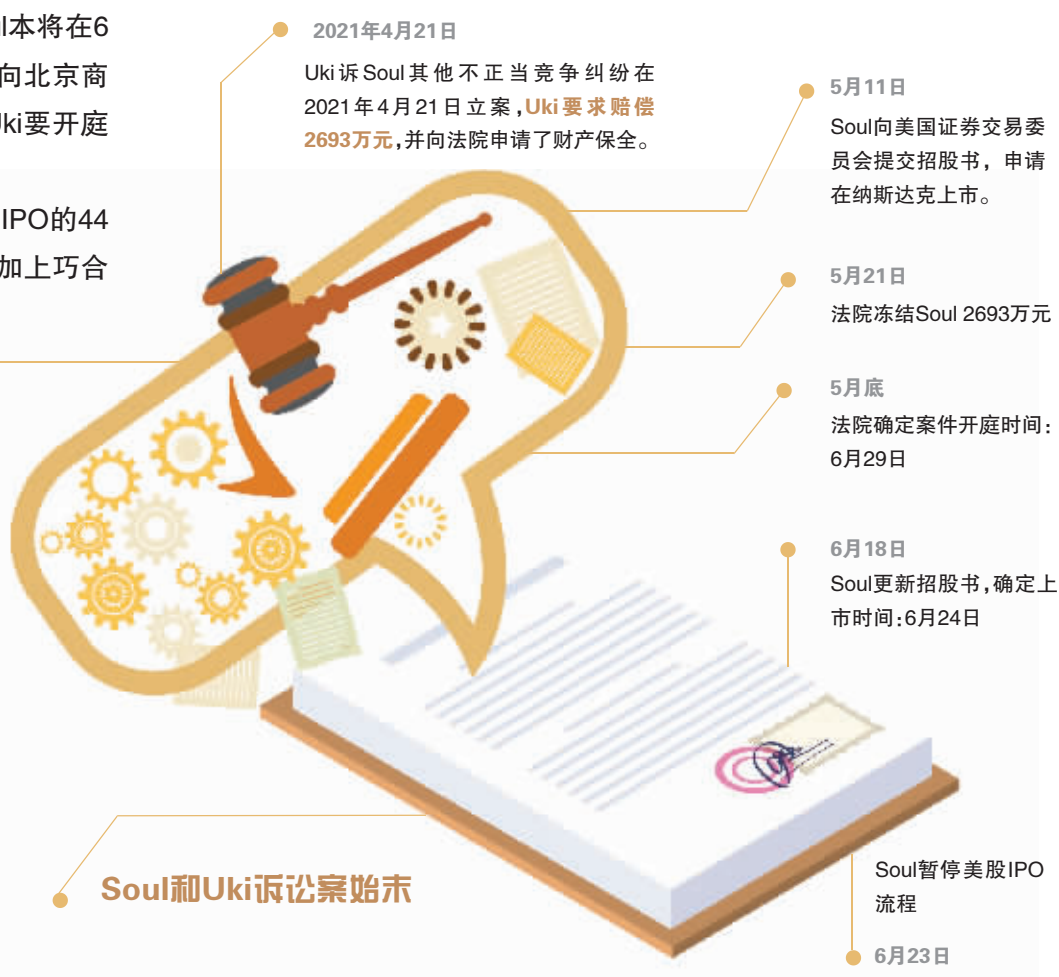 ul本将在6
向北京商
Uki要开庭
IPO的44
加上巧合
2021年4月21日
Uki诉Soul其他不正当竞争纠纷在
2021年4月21日立案,Uki要求赔偿
2693万元,并向法院申请了财产保全。
5月11日
Soul向美国证券交易委
员会提交招股书，申请
在纳斯达克上市。
5月21日
法院冻结Soul 2693万元
5月底
法院确定案件开庭时间:
6月29日
6月18日
Soul更新招股书,确定上
市时间:6月24日
Soul暂停美股IPO
流程
6月23日
Soul和Uki诉讼案始末